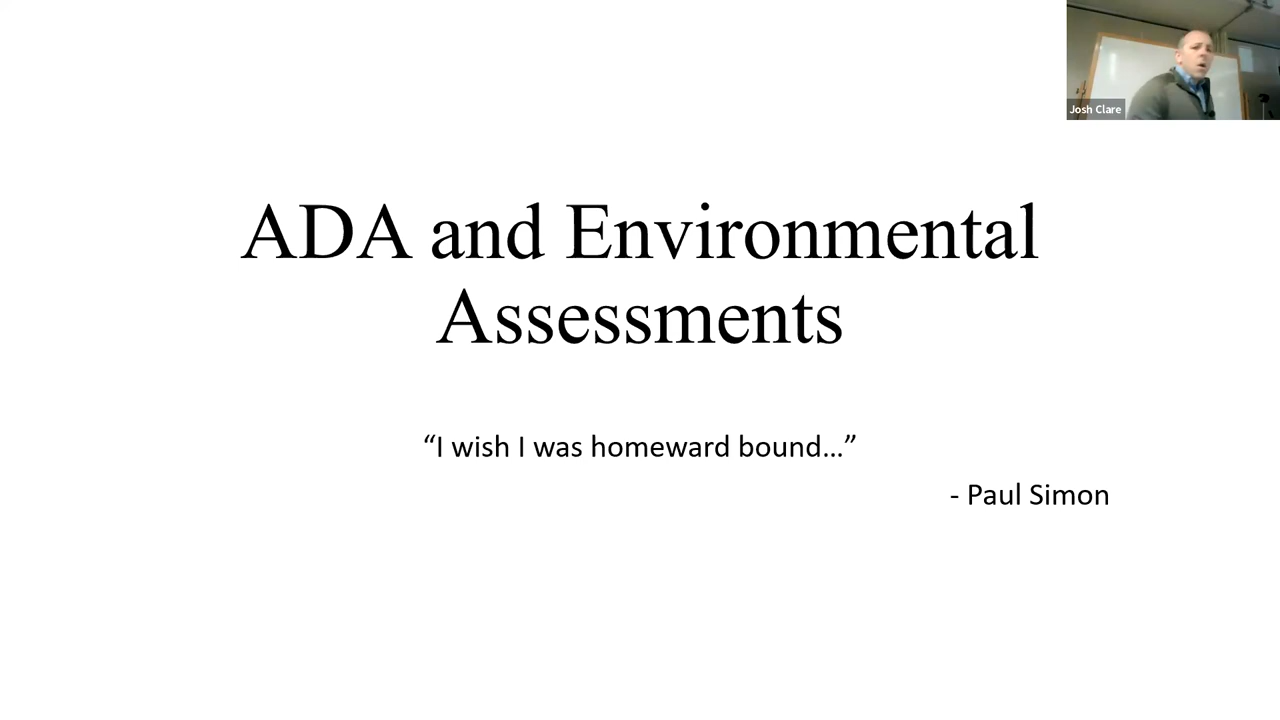 Josh Clare
ADA and Environmental
Assessments
“I wish I was homeward bound…”
- Paul Simon